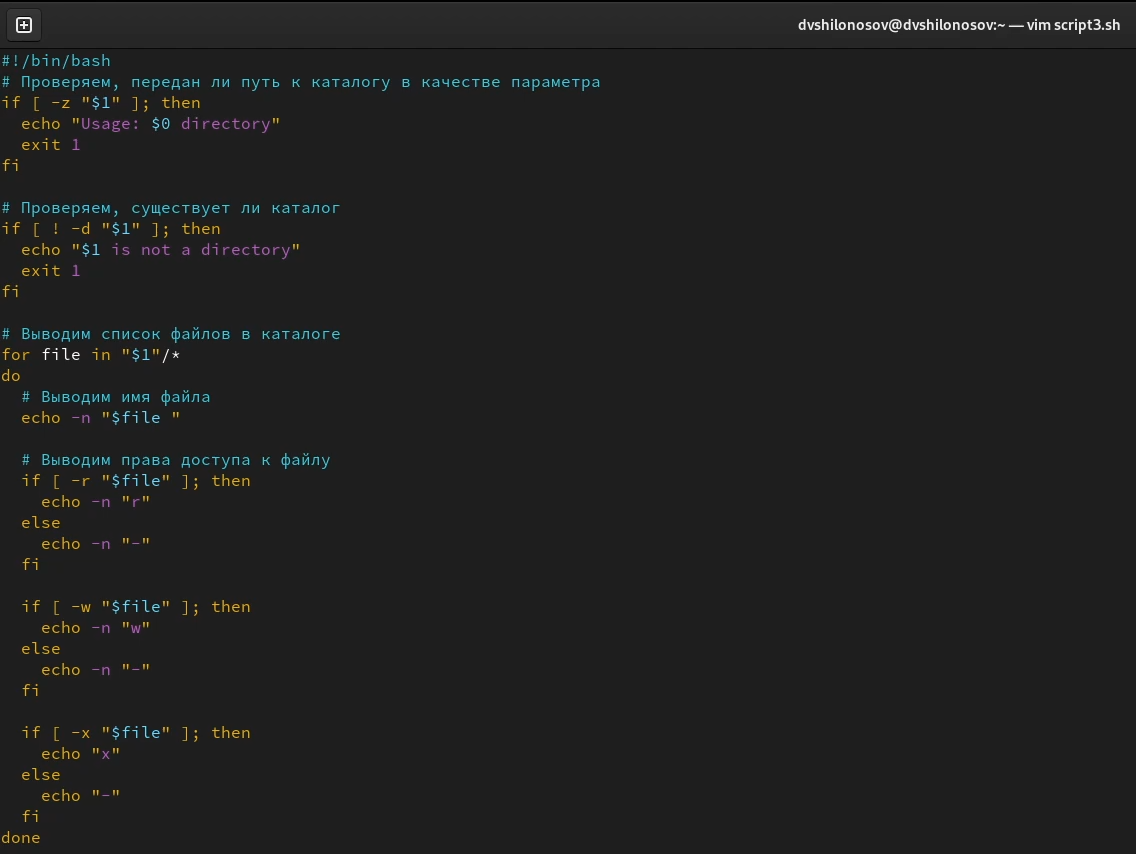 dvshilonosov@dvshilonosov:~ — vim script3.sh
#!/bin/bash
# Проверяем, передан ли путь к каталогу в качестве параметра
if [ -z "$1" ]; then
  echo "Usage: $0 directory"
  exit 1
fi

# Проверяем, существует ли каталог
if [ ! -d "$1" ]; then
  echo "$1 is not a directory"
  exit 1
fi

# Выводим список файлов в каталоге
for file in "$1"/*
do
  # Выводим имя файла
  echo -n "$file "

  # Выводим права доступа к файлу
  if [ -r "$file" ]; then
    echo -n "r"
  else
    echo -n "-"
  fi

  if [ -w "$file" ]; then
    echo -n "w"
  else
    echo -n "-"
  fi

  if [ -x "$file" ]; then
    echo "x"
  else
    echo "-"
  fi
done